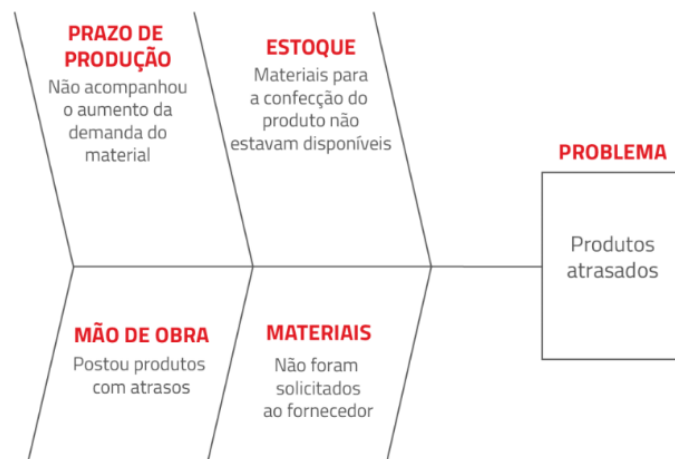 PRAZO DE
PRODUÇÃO
Não acompanhou
o aumento da
demanda do
material
ESTOQUE
Materiais para
a confecção do
produto não
estavam disponíveis
PROBLEMA
Produtos
atrasados
MÃO DE OBRA
Postou produtos
com atrasos
MATERIAIS
Não foram
solicitados
ao fornecedor